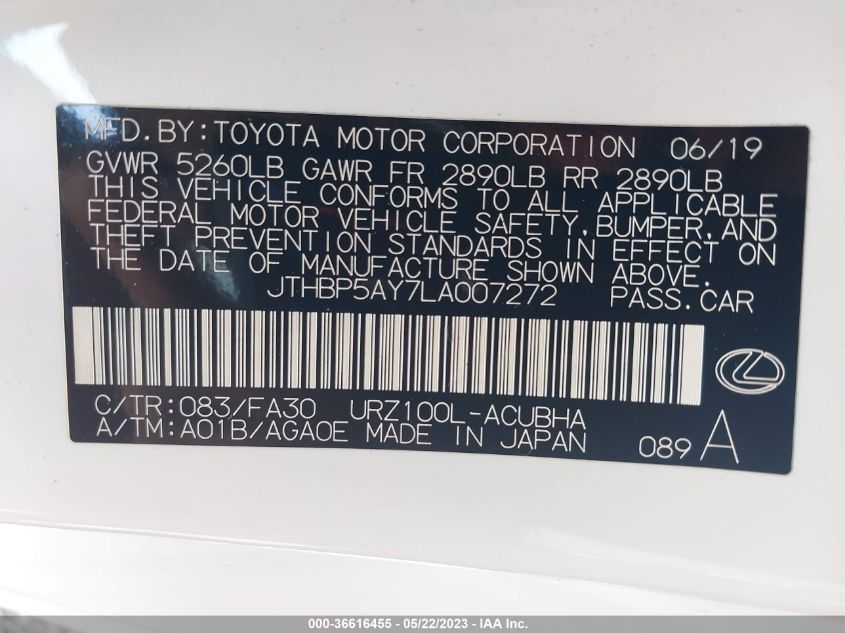 MFD.BY:TOYOTA MOTOR CORPORATION 06/19
GVWR 5260LB GAWR FR 2890LB RR 2890LB
THIS VEHICLE CONFORMS TO ALL APPLICABLE
FEDERAL MOTOR VEHICLE SAFETY,BUMPER,AND
THEFT PREVENTION STANDARDS IN EFFECT ON
THE DATE OF MANUFACTURE SHOWN ABOVE.
JTHBP5AY7LA007272 PASS.CAR
C/TR:083/FA30 URZ100L-ACUBHA
A/TM:A01B/AGA0E MADE IN JAPAN
089 A
000-36616455 - 05/22/2023 - IAA Inc.